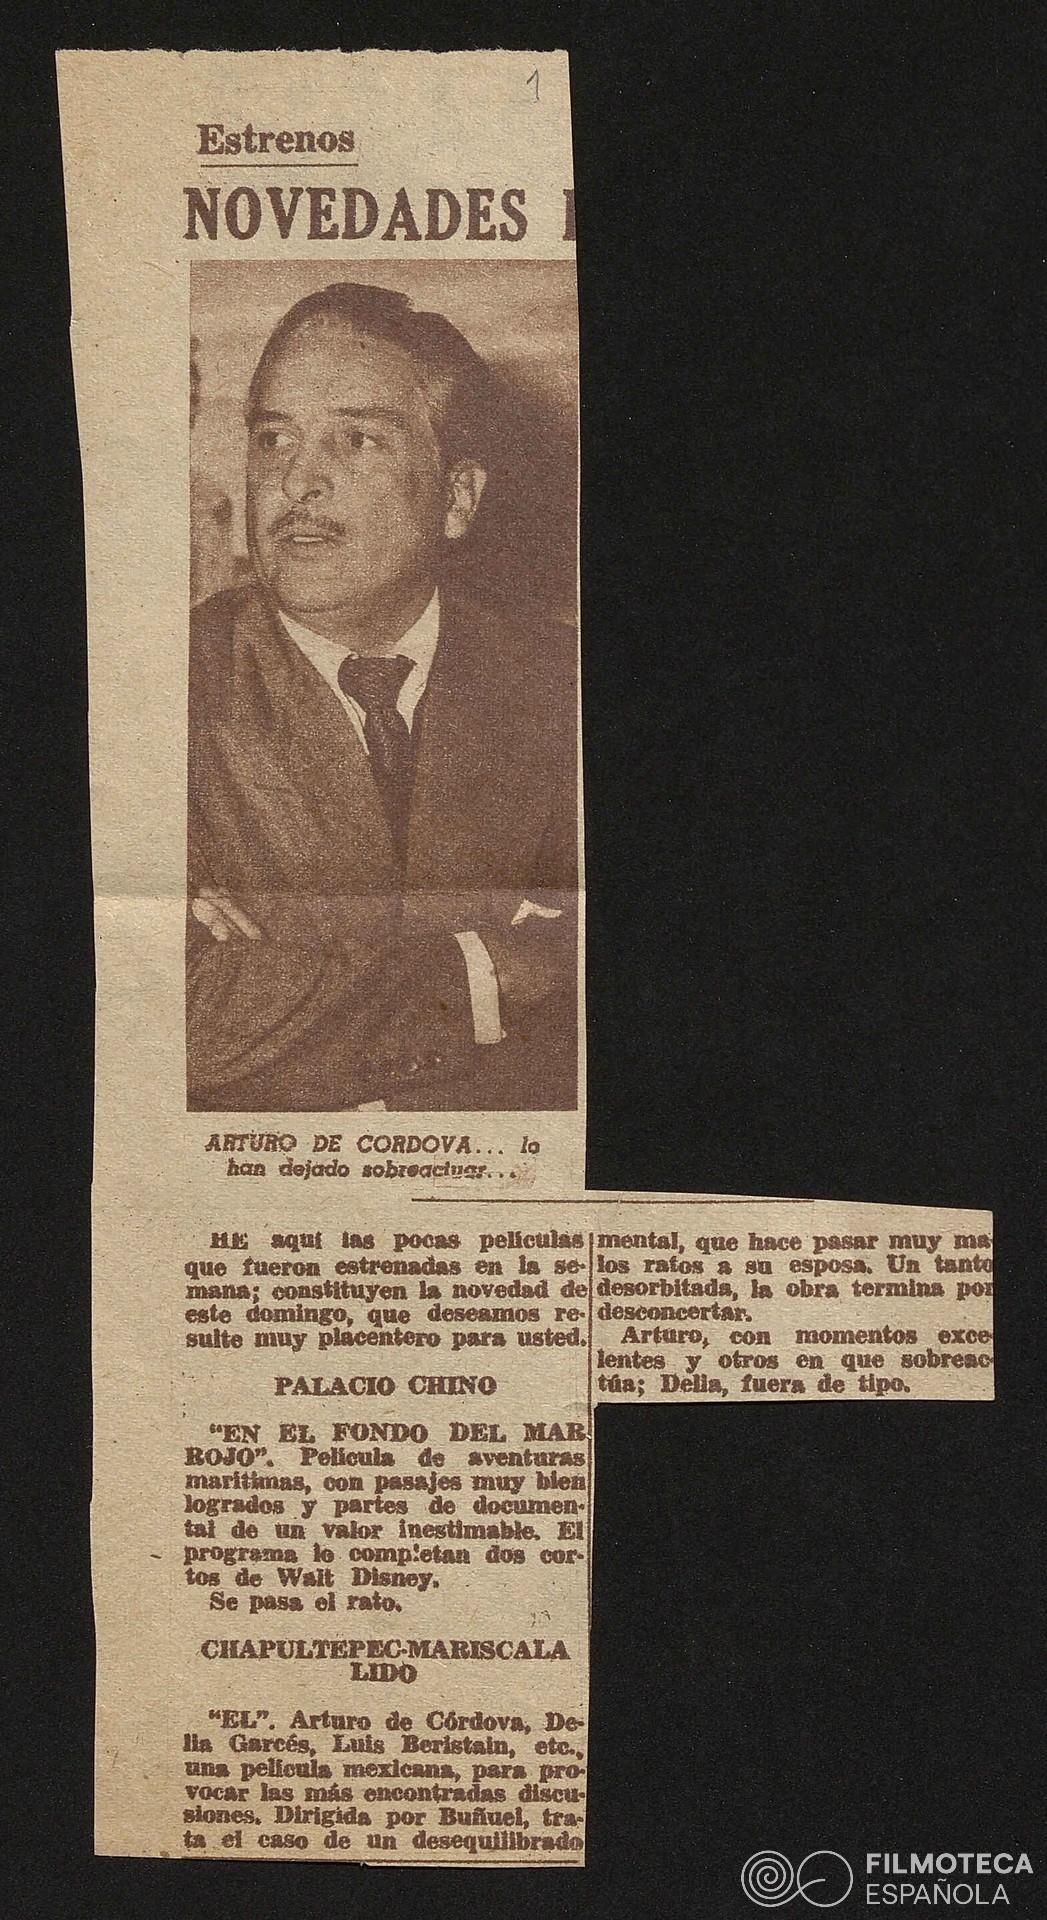 1
Estrenos
NOVEDADES
ARTURO DE CORDOVA... lo
han dejado sobreactuar...
HE aquí las pocas películas
que fueron estrenadas en la se-
mana; constituyen la novedad de
este domingo, que deseamos re-
sulte muy placentero para usted.
PALACIO CHINO
"EN EL FONDO DEL MAR
ROJO". Película de aventuras
marítimas, con pasajes muy bien
logrados y partes de documen-
tal de un valor inestimable. El
programa lo completan dos cor-
tos de Walt Disney.
Se pasa el rato.
CHAPULTEPEC-MARISCALA
LIDO
"EL". Arturo de Córdova, De-
lia Garcés, Luis Beristain, etc.,
una película mexicana, para pro-
vocar las más encontradas discu-
siones. Dirigida por Buñuel, tra-
ta el caso de un desequilibrado
mental, que hace pasar muy ma-
los ratos a su esposa. Un tanto
desorbitada, la obra termina por
desconcertar.
Arturo, con momentos exce-
lentes y otros en que sobreac-
túa; Delia, fuera de tipo.
FILMOTECA
ESPAÑOLA